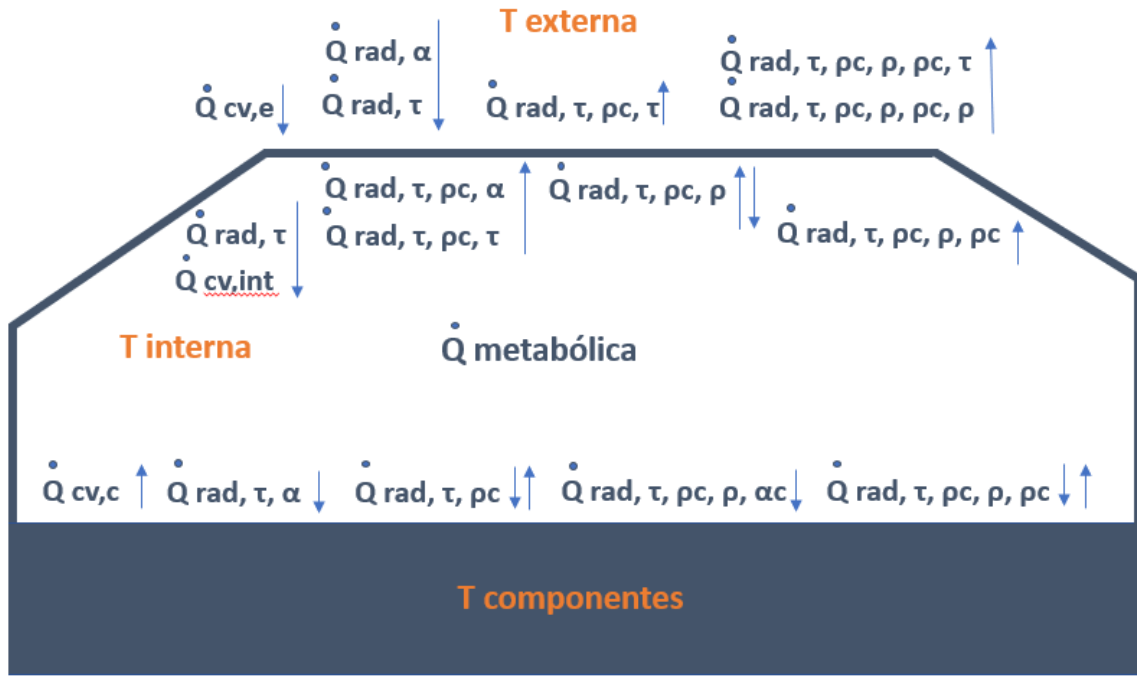 T externa
Q̇ rad, α
Q̇ rad, τ
Q̇ cv,e
Q̇ rad, τ, ρc, τ
Q̇ rad, τ, ρc, ρ, ρc, τ
Q̇ rad, τ, ρc, ρ, ρc, ρ
Q̇ rad, τ, ρc, α
Q̇ rad, τ, ρc, τ
Q̇ rad, τ, ρc, ρ
Q̇ rad, τ, ρc, ρ, ρc
Q̇ rad, τ
Q̇ cv,int
T interna
Q̇ metabólica
Q̇ cv,c
Q̇ rad, τ, α
Q̇ rad, τ, ρc
Q̇ rad, τ, ρc, ρ, αc
Q̇ rad, τ, ρc, ρ, ρc
T componentes